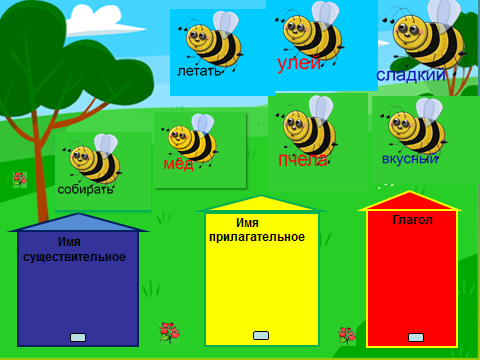 летать
улей
сладкий
собирать
мёд
пчела
вкусный
Имя
существительное
Имя
прилагательное
Глагол